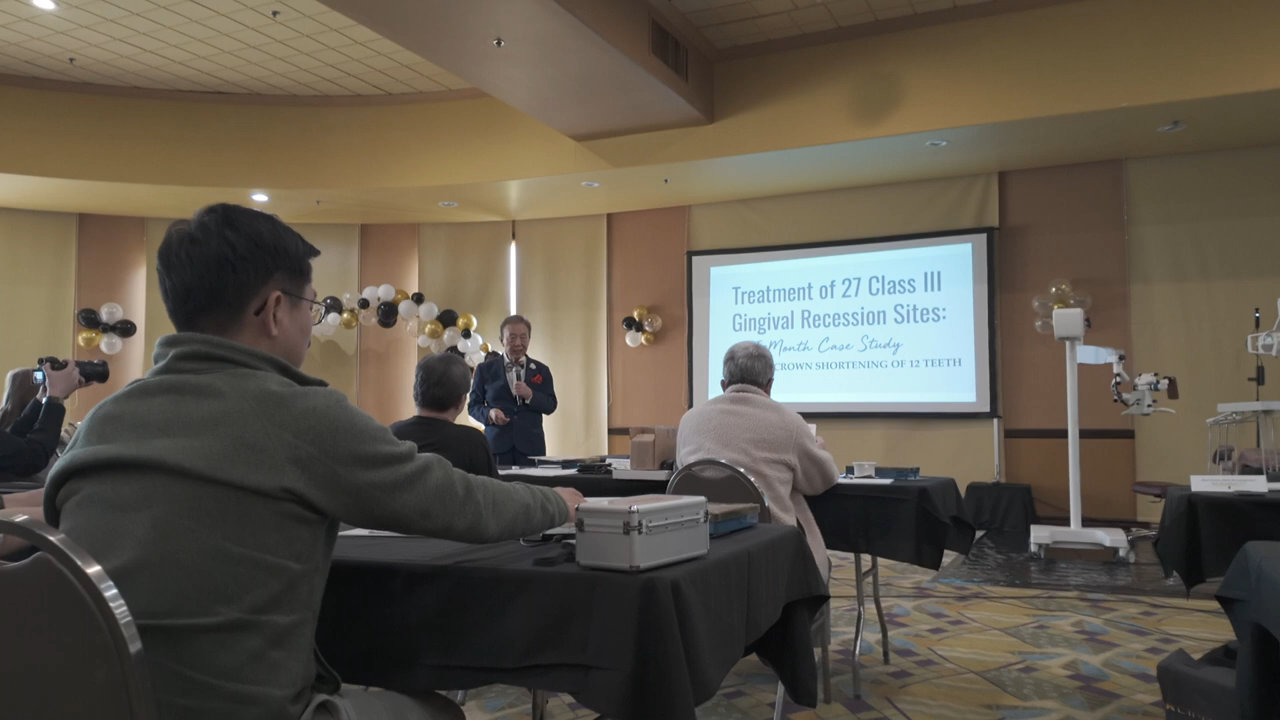 Treatment of 27 Class III
Gingival Recession Sites:
Month Case Study
CROWN SHORTENING OF 12 TEETH